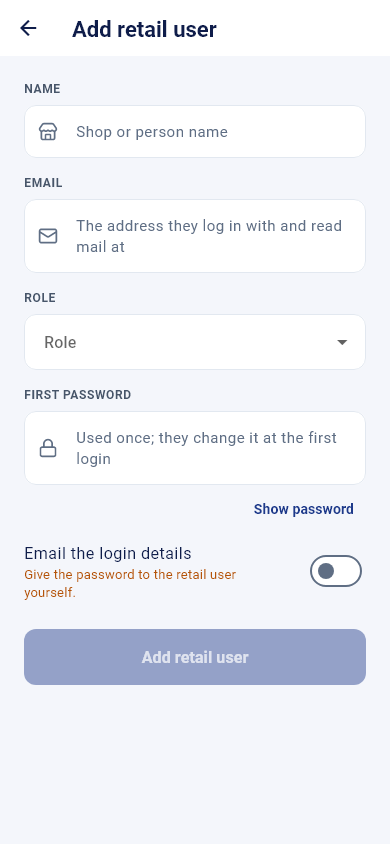 Add retail user
NAME
Shop or person name
EMAIL
The address they log in with and read
mail at
ROLE
Role
FIRST PASSWORD
Used once; they change it at the first
login
Show password
Email the login details
Give the password to the retail user
yourself.
Add retail user